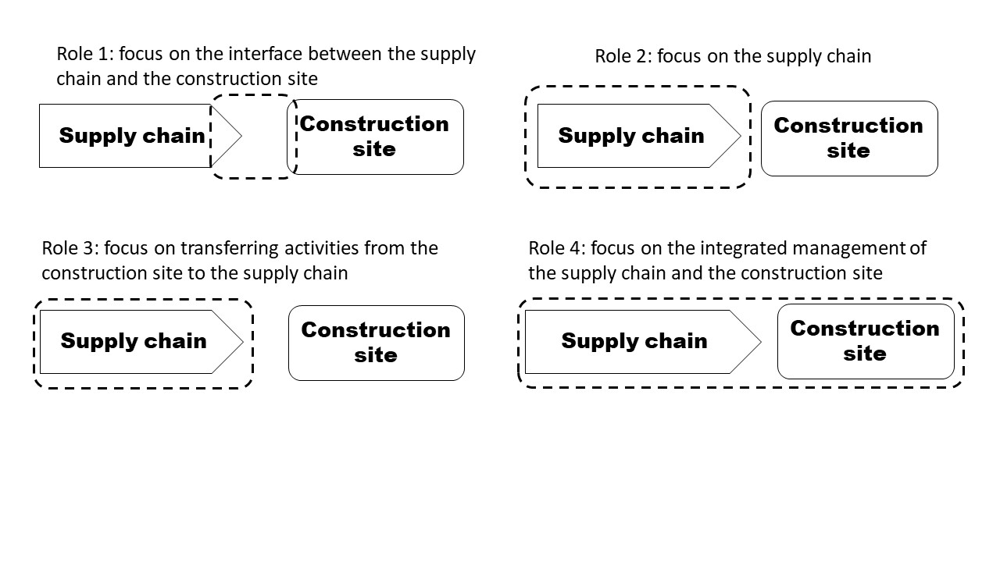 Role 1: focus on the interface between the supply
chain and the construction site
Supply chain
Construction
site
Role 2: focus on the supply chain
Supply chain
Construction
site
Role 3: focus on transferring activities from the
construction site to the supply chain
Supply chain
Construction
site
Role 4: focus on the integrated management of
the supply chain and the construction site
Supply chain
Construction
site